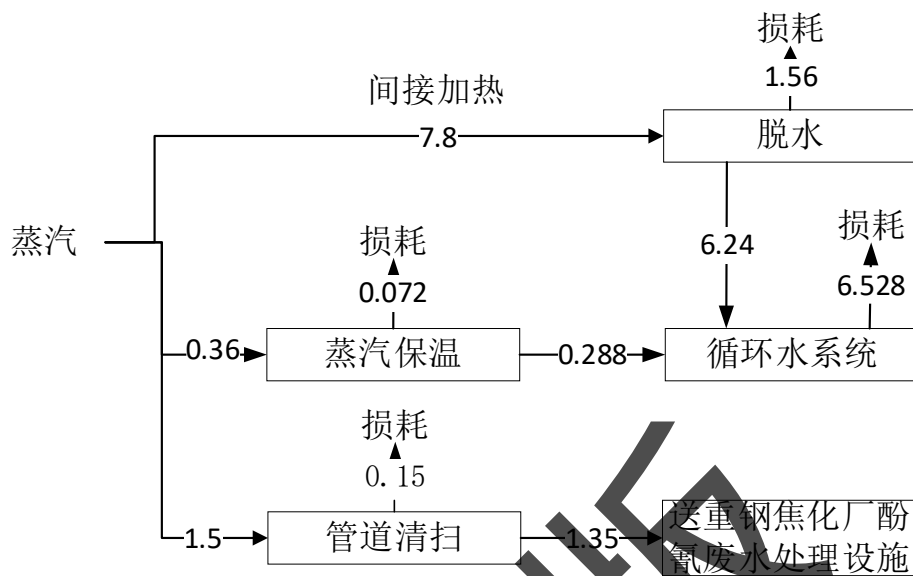 损耗
1.56
间接加热
7.8
脱水
蒸汽
6.24
损耗
6.528
损耗
0.072
0.36
蒸汽保温
0.288
循环水系统
损耗
0.15
1.5
管道清扫
1.35
送重钢焦化厂酚
氰废水处理设施